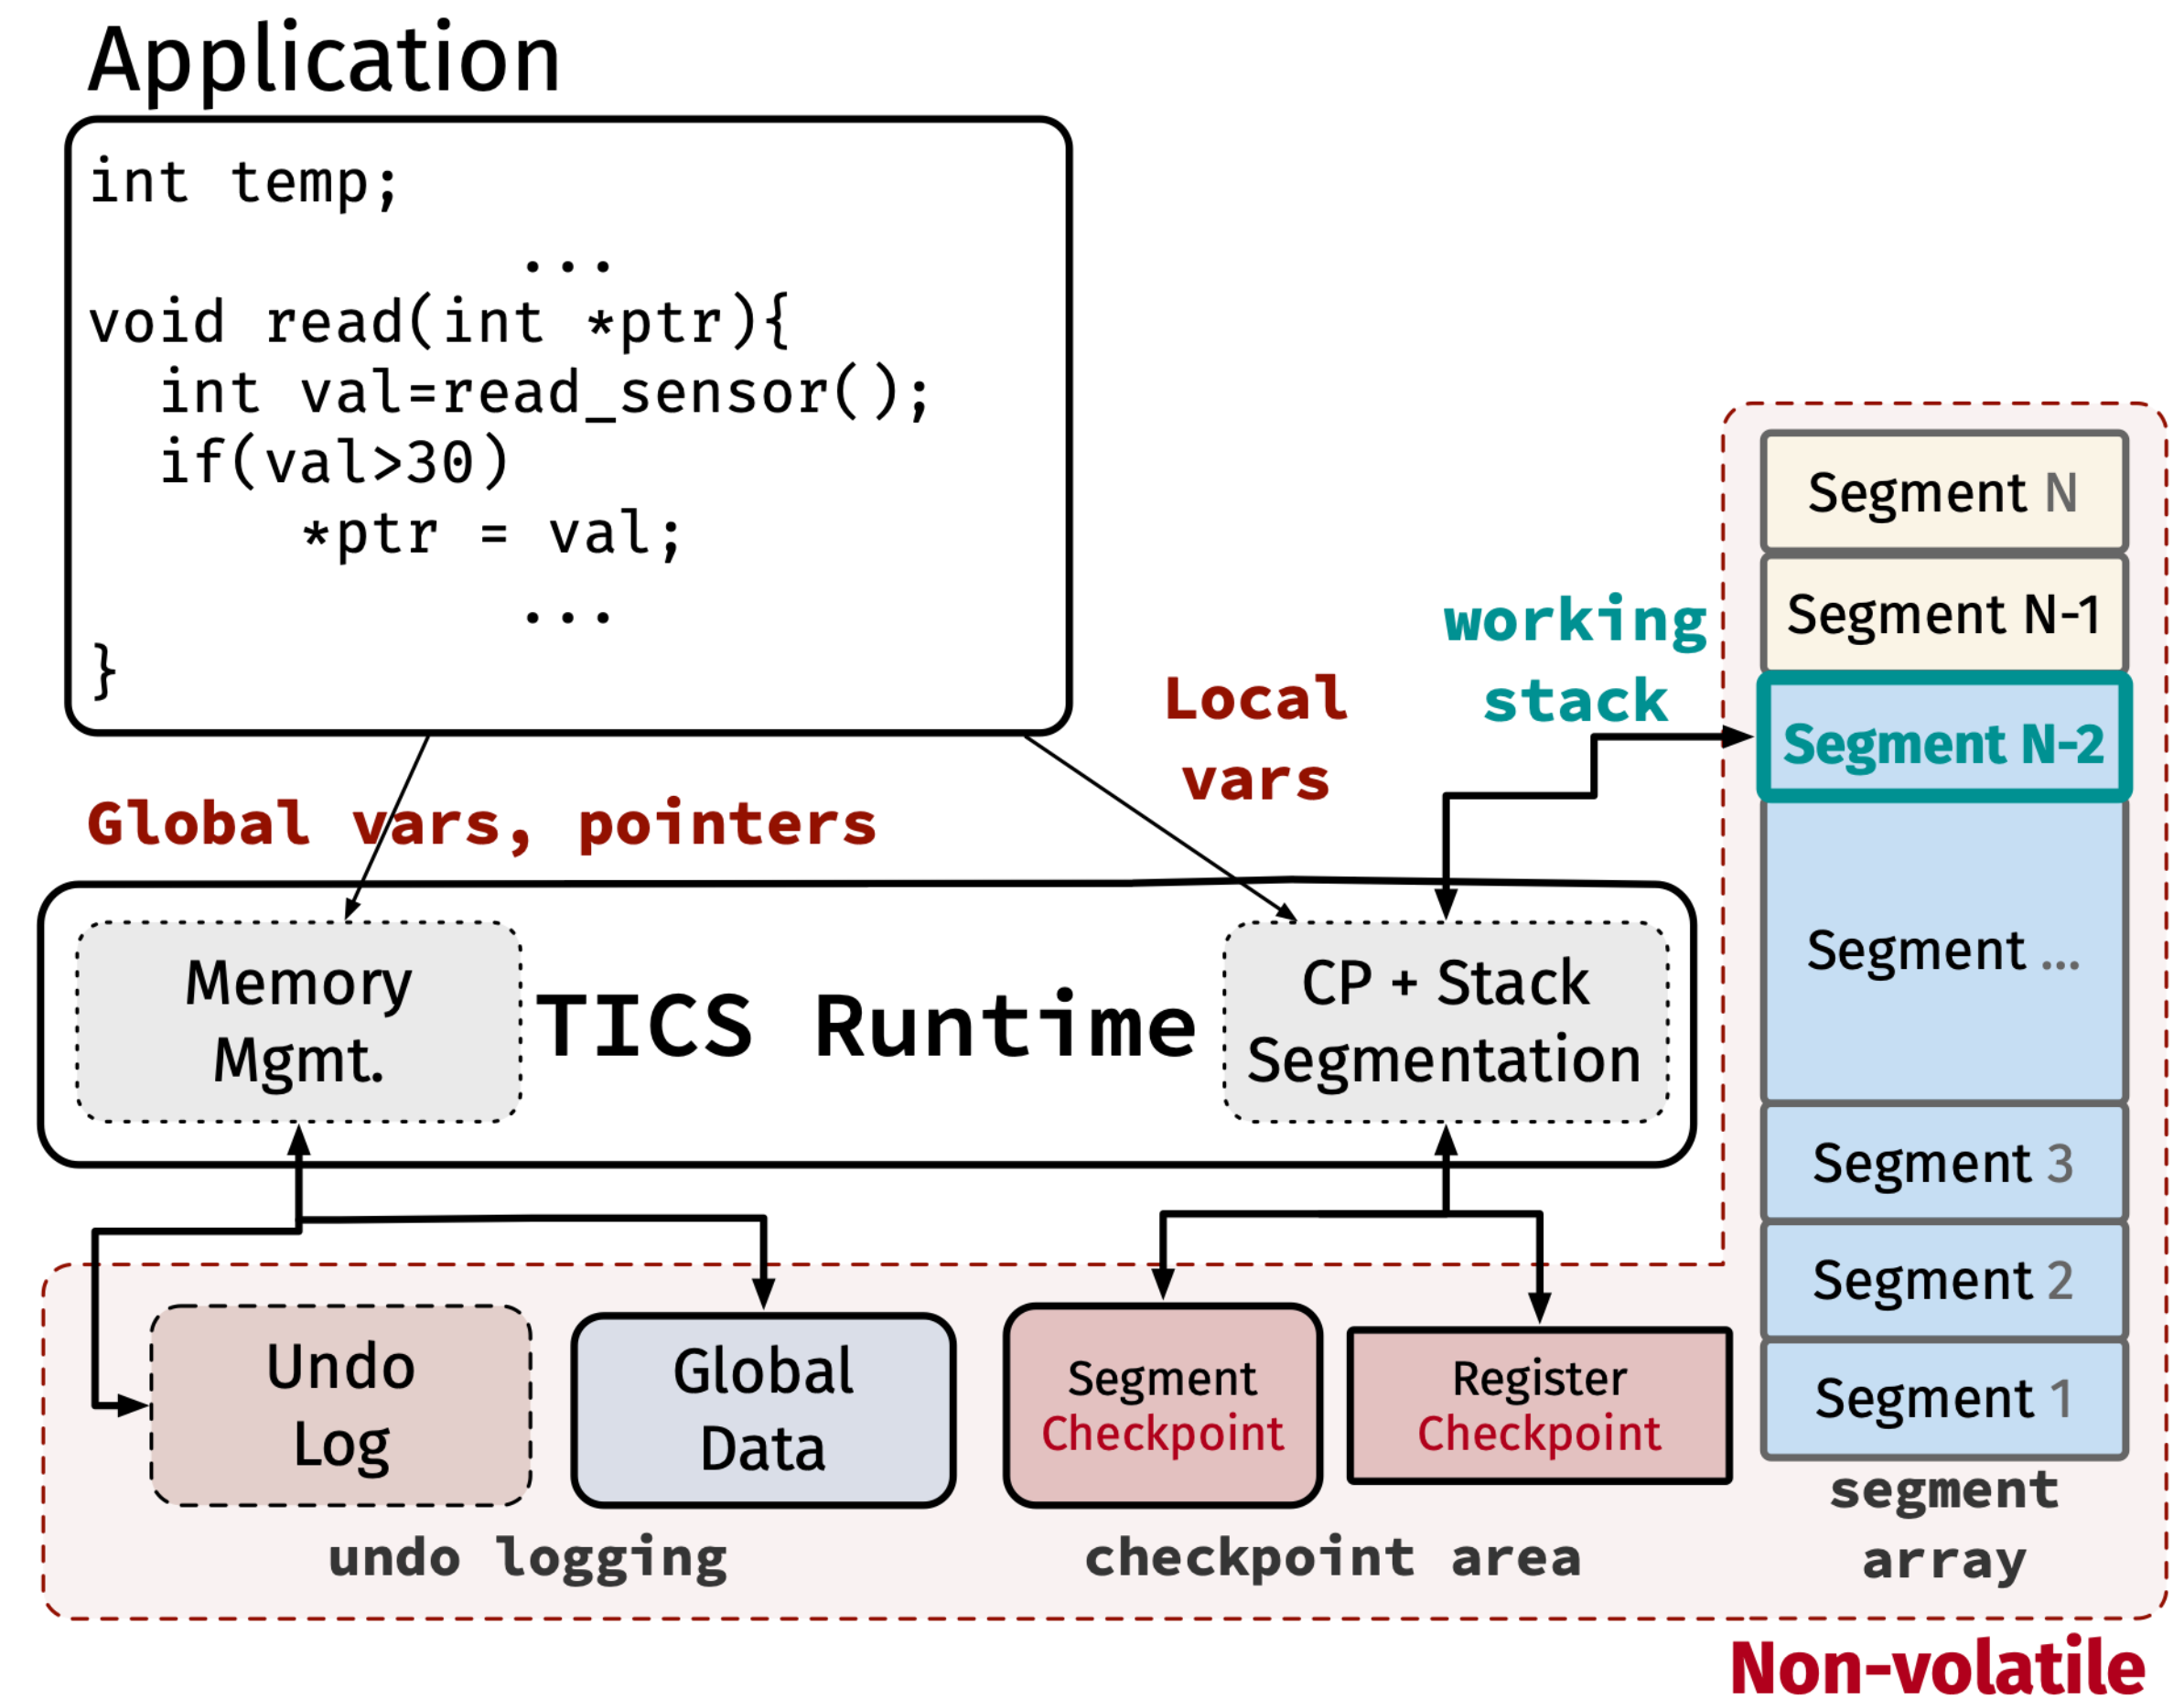 Application
int temp;
...
void read(int *ptr){
int val=read_sensor();
if(val>30)
*ptr = val;
...
}
Global vars, pointers
Local
vars
working
stack
Memory
Mgmt.
TICS Runtime
CP + Stack
Segmentation
Undo
Log
Global
Data
undo logging
Segment
Checkpoint
Register
Checkpoint
checkpoint area
Segment N
Segment N-1
Segment N-2
Segment ...
Segment 3
Segment 2
Segment 1
segment
array
Non-volatile